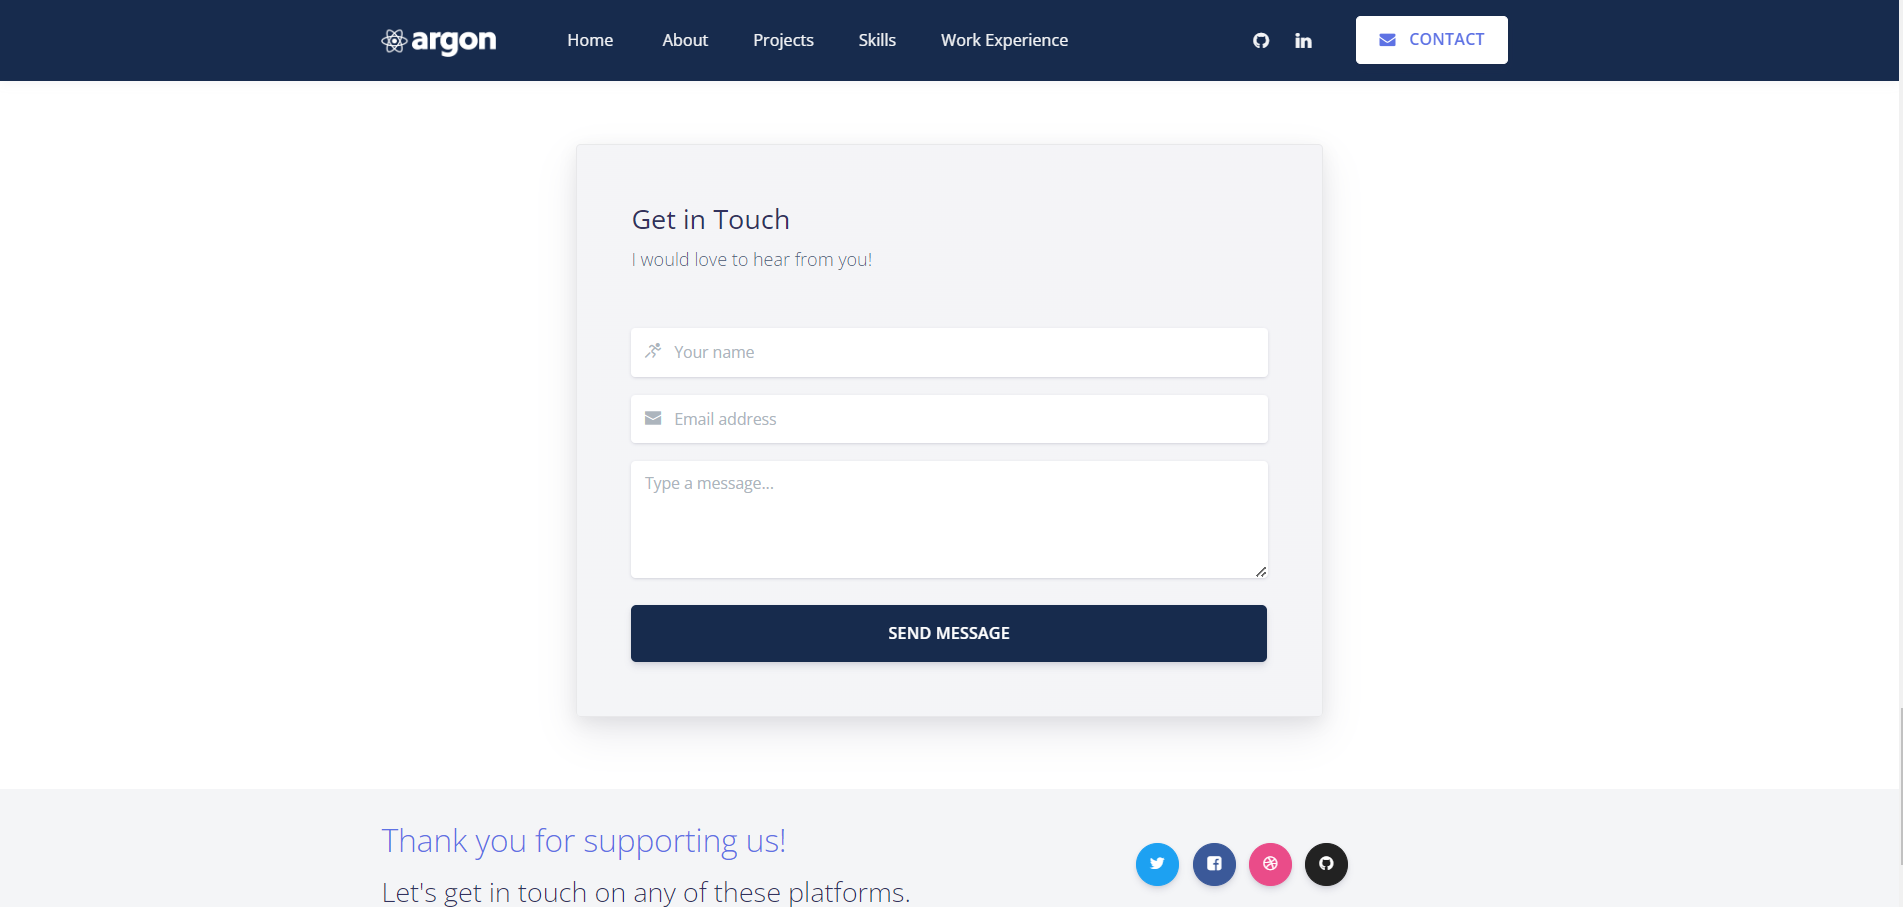 argon
Home About Projects Skills Work Experience
CONTACT
Get in Touch
I would love to hear from you!
Your name
Email address
Type a message...
SEND MESSAGE
Thank you for supporting us!
Let's get in touch on any of these platforms.